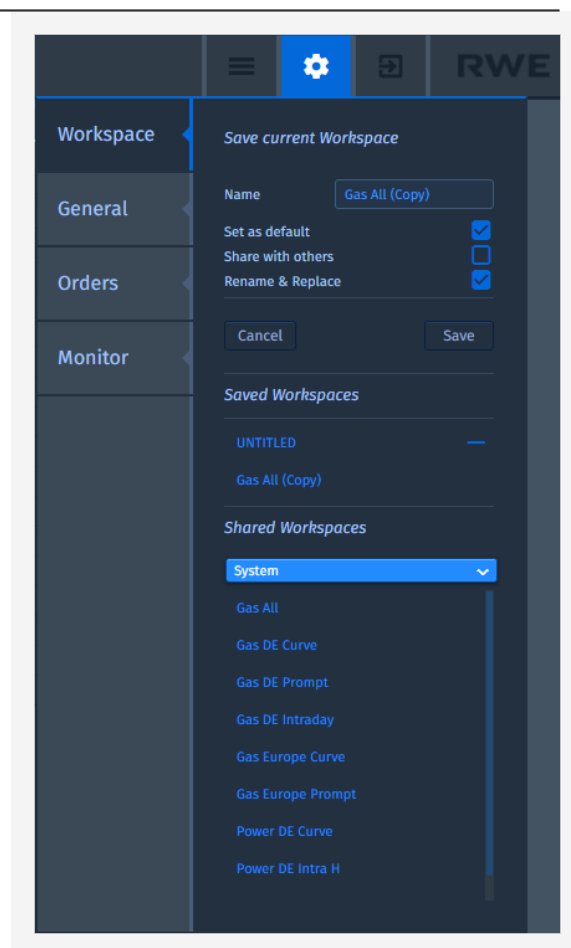 RWE
Workspace
Save current Workspace
Name Gas All (Copy)
General
Set as default
Share with others
Rename & Replace
Orders
Cancel Save
Monitor
Saved Workspaces
UNTITLED
Gas All (Copy)
Shared Workspaces
System
Gas All
Gas DE Curve
Gas DE Prompt
Gas DE Intraday
Gas Europe Curve
Gas Europe Prompt
Power DE Curve
Power DE Intra H